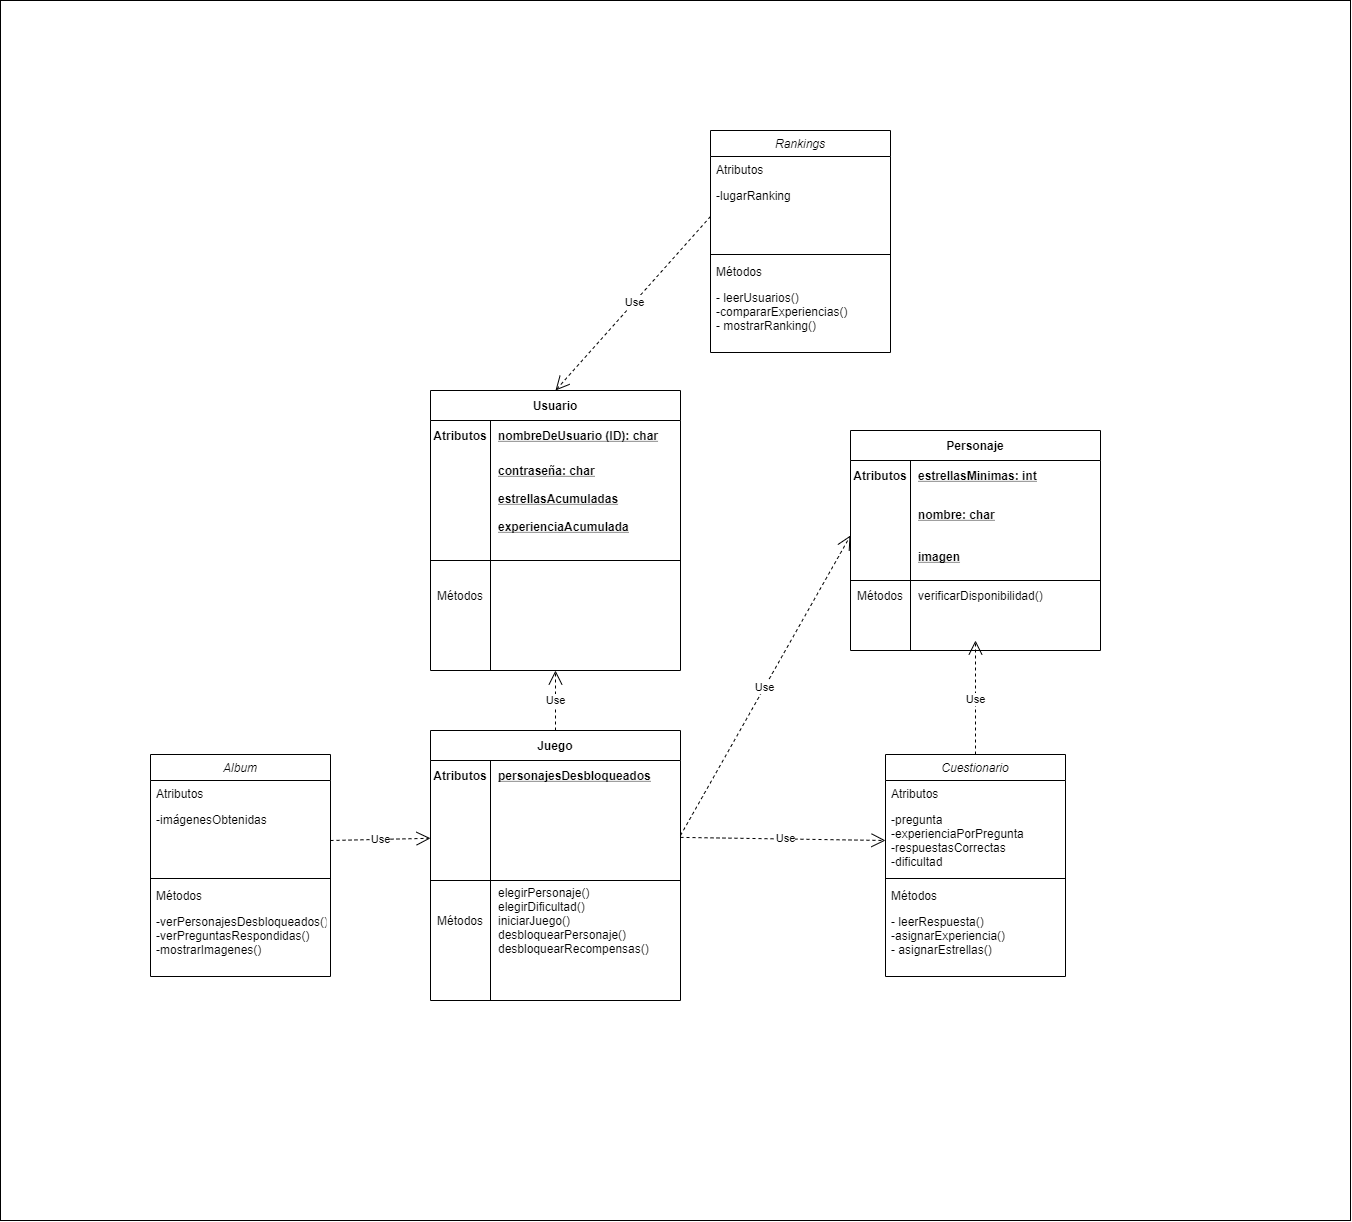 Rankings
Atributos
-lugarRanking
Métodos
- leerUsuarios()
-compararExperiencias()
- mostrarRanking()
Use
Usuario
Atributos
nombreDeUsuario (ID): char
contraseña: char
estrellasAcumuladas
experienciaAcumulada
Métodos
Personaje
Atributos
estrellasMinimas: int
nombre: char
imagen
Métodos
verificarDisponibilidad()
Use
Use
Use
Juego
Atributos
personajesDesbloqueados
Métodos
elegirPersonaje()
elegirDificultad()
iniciarJuego()
desbloquearPersonaje()
desbloquearRecompensas()
Album
Atributos
-imágenesObtenidas
Métodos
-verPersonajesDesbloqueados()
-verPreguntasRespondidas()
-mostrarImagenes()
Use
Use
Cuestionario
Atributos
-pregunta
-experienciaPorPregunta
-respuestasCorrectas
-dificultad
Métodos
- leerRespuesta()
-asignarExperiencia()
- asignarEstrellas()